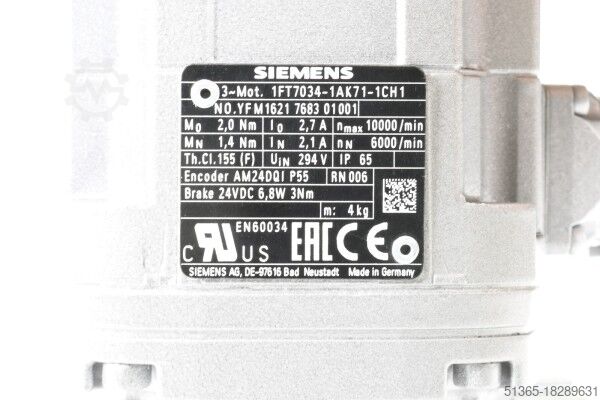 SIEMENS
3~Mot. 1FT7034-1AK71-1CH1
NO.YFM1621 7683 01001
M0 2,0 Nm I0 2,7 A nmax 10000/min
MN 1,4 Nm IN 2,1 A nN 6000/min
Th.Cl.155 (F) UIN 294 V IP 65
Encoder AM24DQI P55 RN 006
Brake 24VDC 6,8W 3Nm
m: 4 kg
EN60034
C RU US EAC CE
SIEMENS AG, DE-97616 Bad Neustadt Made in Germany
51365-18289631